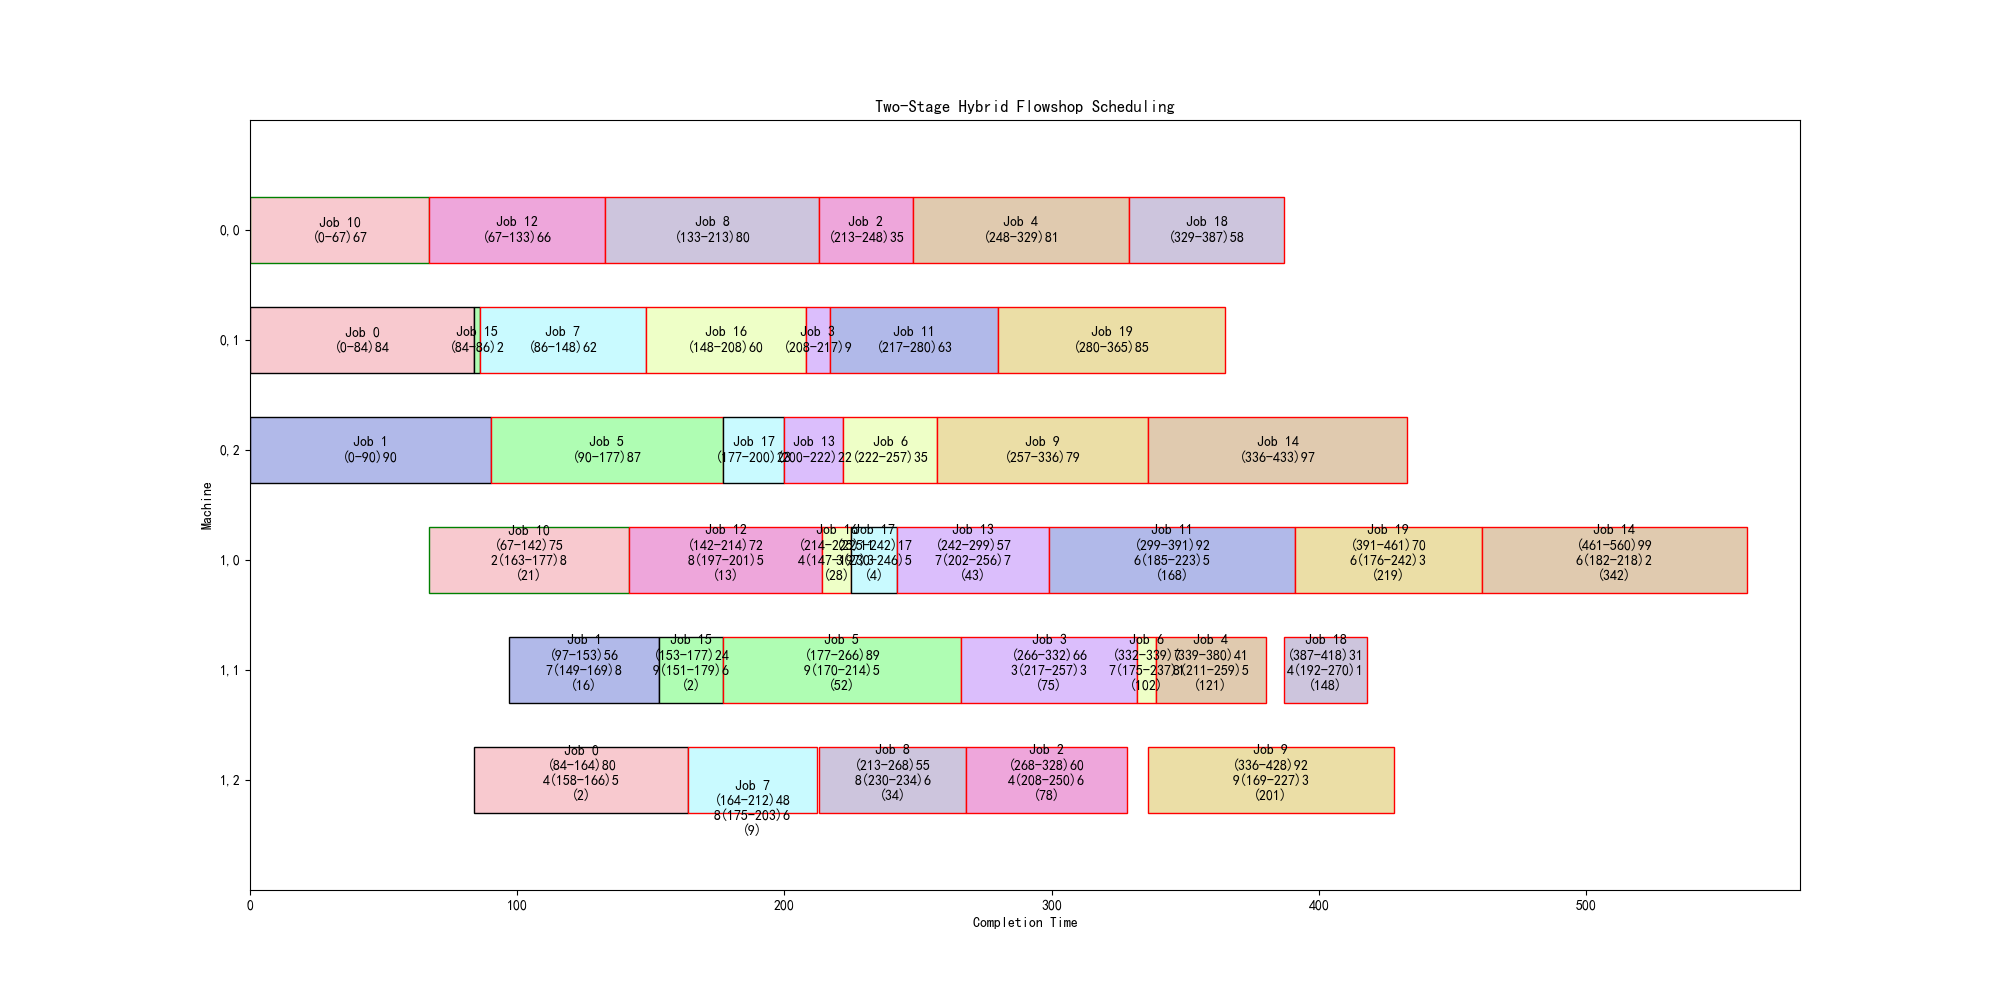 Two-Stage Hybrid Flowshop Scheduling
Machine
0,0
Job 10
(0-67)67
Job 12
(67-133)66
Job 8
(133-213)80
Job 2
(213-248)35
Job 4
(248-329)81
Job 18
(329-387)58
0,1
Job 0
(0-84)84
Job 15
(84-86)2
Job 7
(86-148)62
Job 16
(148-208)60
Job 3
(208-217)9
Job 11
(217-280)63
Job 19
(280-365)85
0,2
Job 1
(0-90)90
Job 5
(90-177)87
Job 17
(177-200)23
Job 13
(200-222)22
Job 6
(222-257)35
Job 9
(257-336)79
Job 14
(336-433)97
1,0
Job 10
(67-142)75
2(163-177)8
(21)
Job 12
(142-214)72
8(197-201)5
(13)
Job 16
(214-225)11
(28)
Job 17
(225-242)17
(4)
Job 13
(242-299)57
7(202-256)7
(43)
Job 11
(299-391)92
6(185-223)5
(168)
Job 19
(391-461)70
6(176-242)3
(219)
Job 14
(461-560)99
6(182-218)2
(342)
1,1
Job 1
(97-153)56
7(149-169)8
(16)
Job 15
(153-177)24
9(151-179)6
(2)
Job 5
(177-266)89
9(170-214)5
(52)
Job 3
(266-332)66
3(217-257)3
(75)
Job 6
(332-339)7
7(175-237)1
(102)
Job 4
(339-380)41
8(211-259)5
(121)
Job 18
(387-418)31
4(192-270)1
(148)
1,2
Job 0
(84-164)80
4(158-166)5
(2)
Job 7
(164-212)48
8(175-203)6
(9)
Job 8
(213-268)55
8(230-234)6
(34)
Job 2
(268-328)60
4(208-250)6
(78)
Job 9
(336-428)92
9(169-227)3
(201)
0
100
200
300
400
500
Completion Time